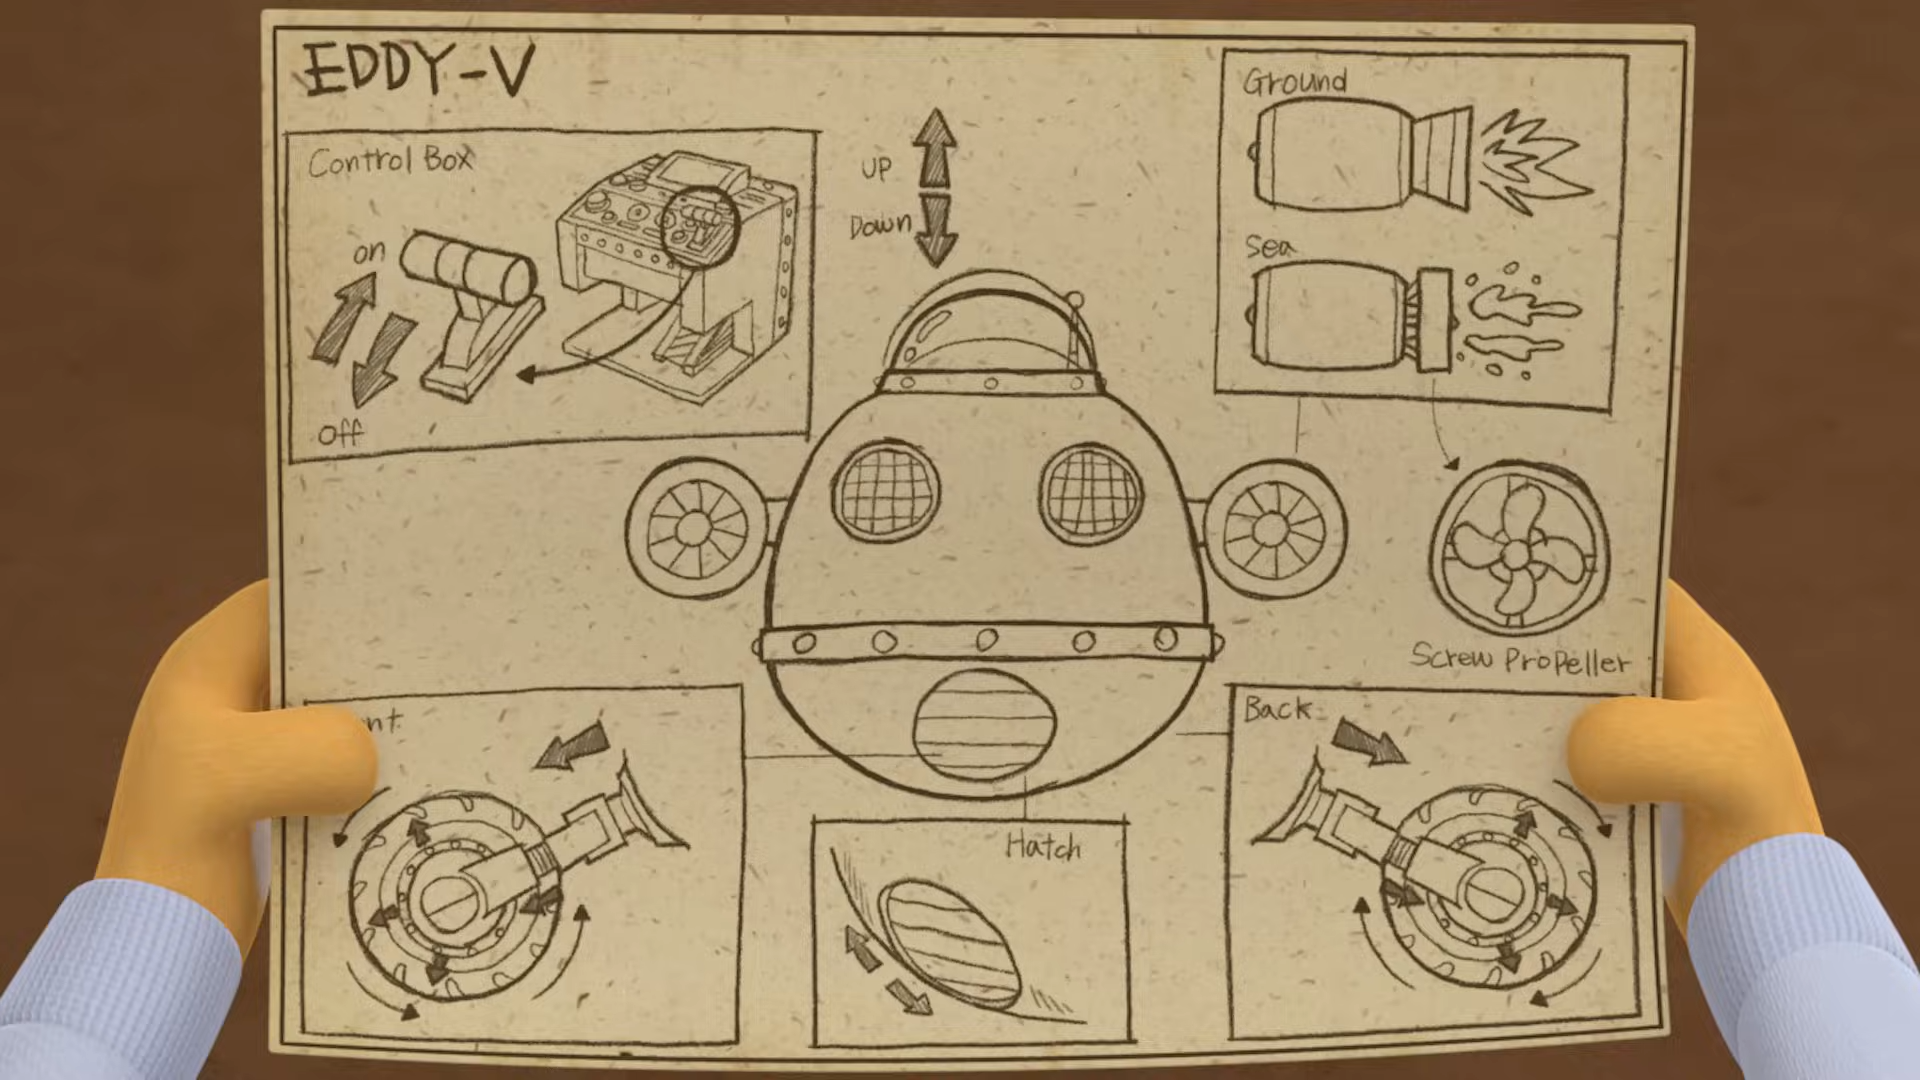 EDDY-V
Control Box
on
Off
UP
Down
Ground
Sea
Screw Propeller
Back
Hatch